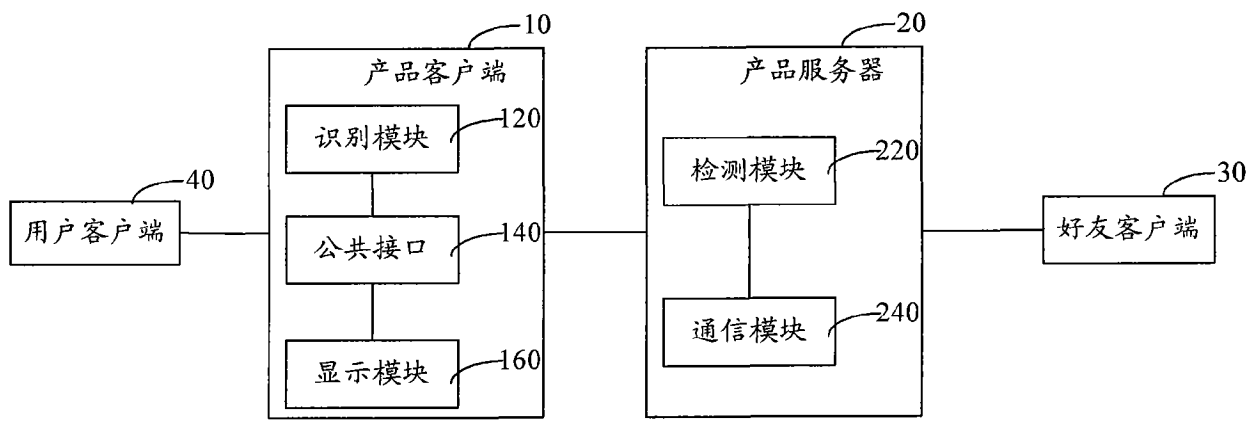 10
产品客户端
识别模块
120
公共接口
140
显示模块
160
20
产品服务器
检测模块
220
通信模块
240
40
用户客户端
30
好友客户端